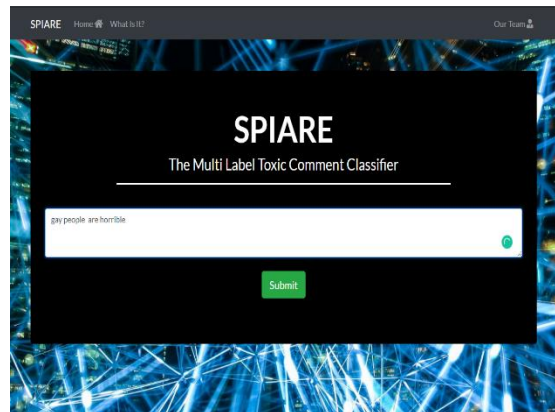 SPIARE Home What Is It? Our Team
SPIARE
The Multi Label Toxic Comment Classifier
gay people are horrible
Submit